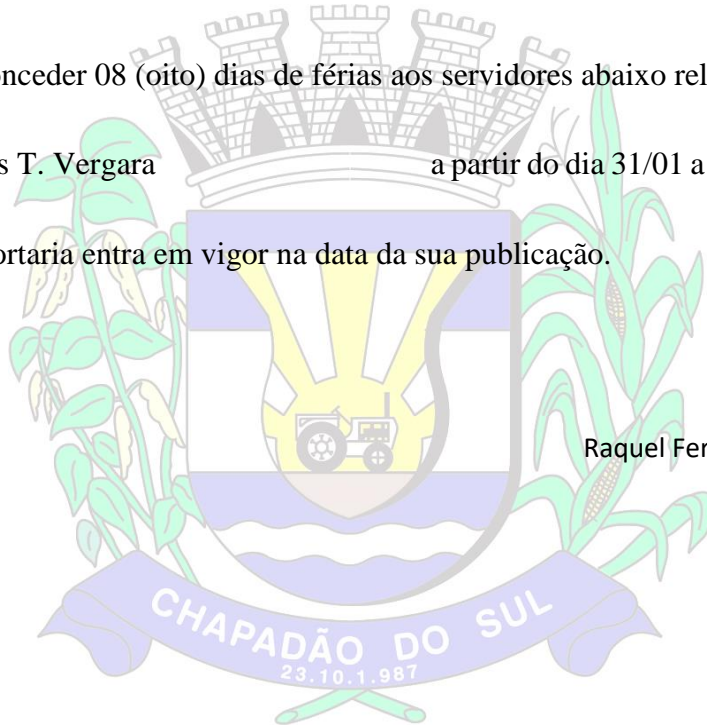 onceder 08 (oito) dias de férias aos servidores abaixo rel
s T. Vergara a partir do dia 31/01 a
ortaria entra em vigor na data da sua publicação.
Raquel Fer
CHAPADÃO DO SUL
23.10.1.987